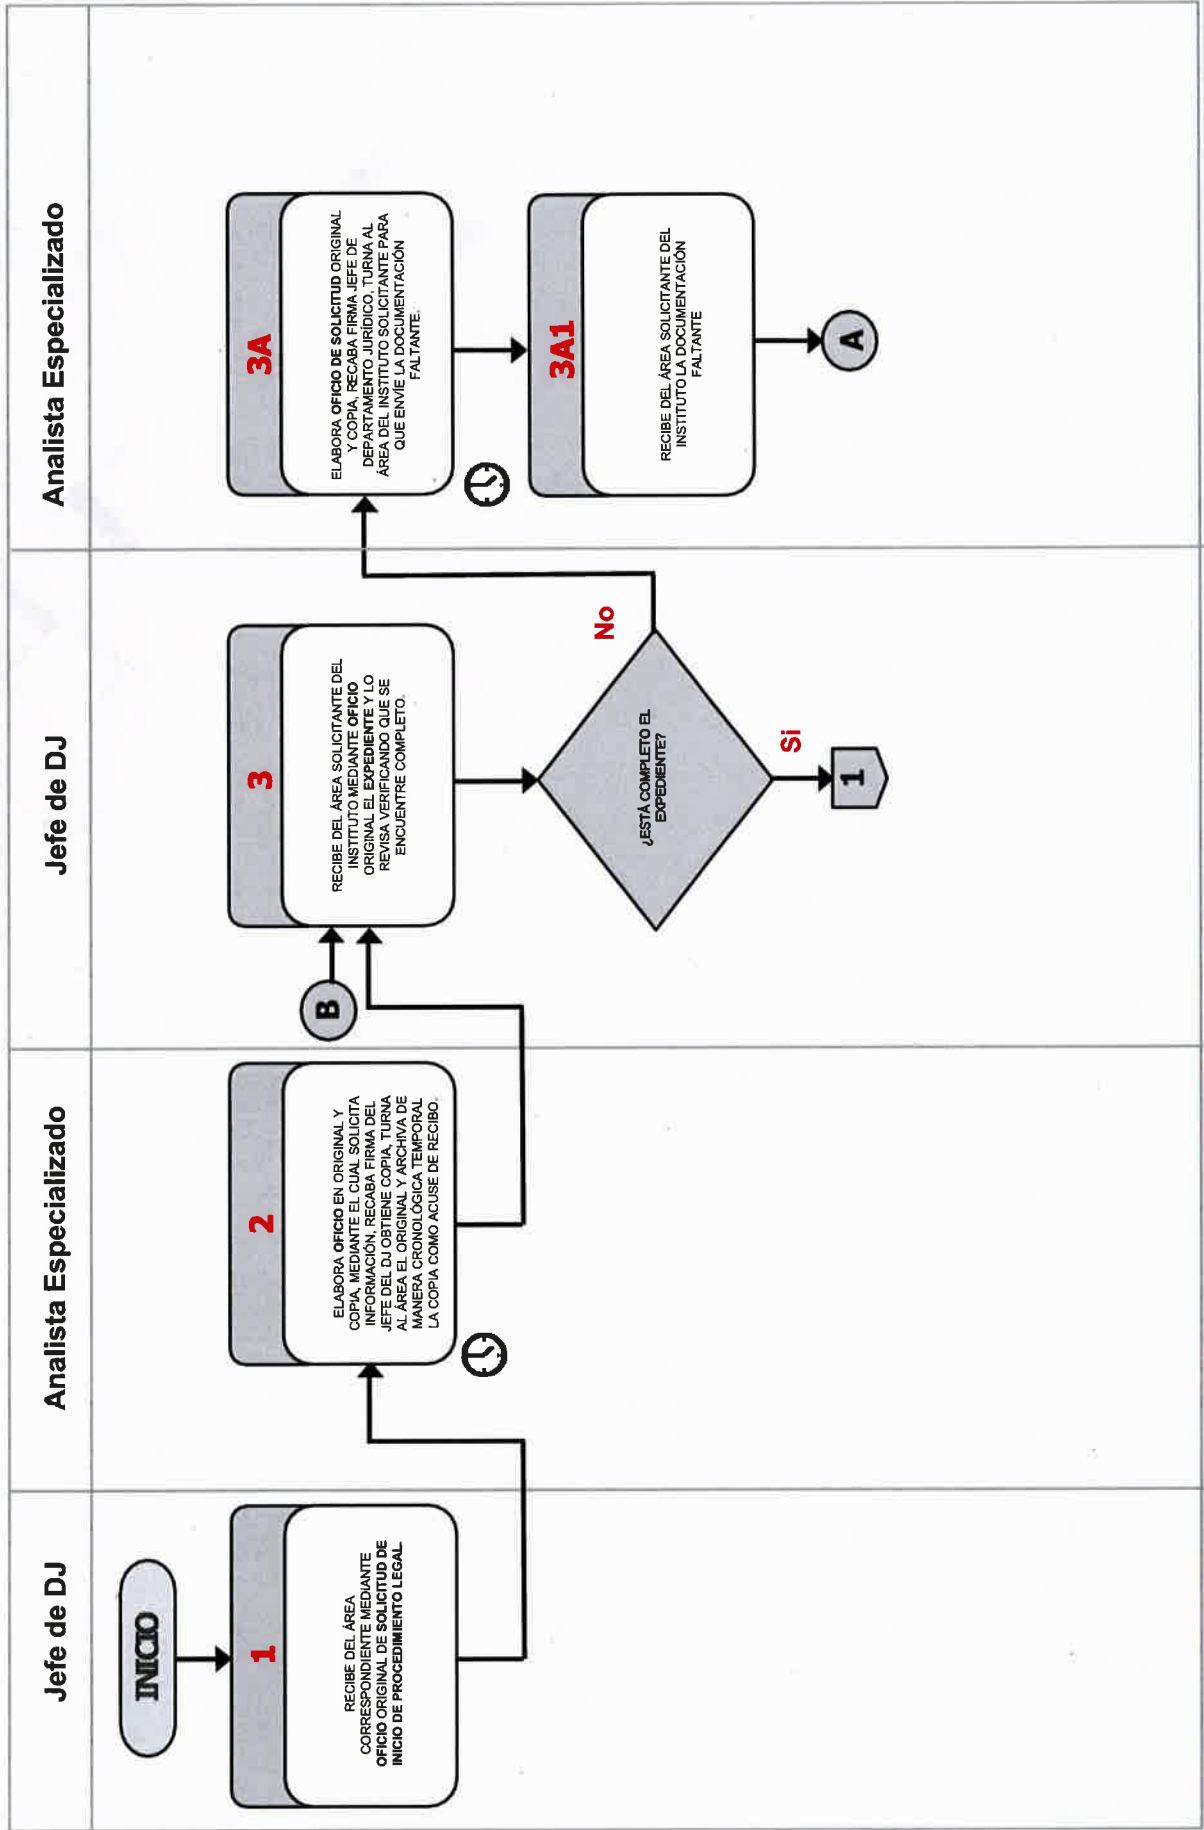 Jefe de DJ
Analista Especializado
Jefe de DJ
Analista Especializado
INICIO
1
RECIBE DEL ÁREA
CORRESPONDIENTE MEDIANTE
OFICIO ORIGINAL DE SOLICITUD DE
INICIO DE PROCEDIMIENTO LEGAL.
2
ELABORA OFICIO EN ORIGINAL Y
COPIA, MEDIANTE EL CUAL SOLICITA
INFORMACIÓN, RECABA FIRMA DEL
JEFE DEL DJ OBTIENE COPIA, TURNA
AL ÁREA EL ORIGINAL Y ARCHIVA DE
MANERA CRONOLÓGICA TEMPORAL
LA COPIA COMO ACUSE DE RECIBO.
B
3
RECIBE DEL ÁREA SOLICITANTE DEL
INSTITUTO MEDIANTE OFICIO
ORIGINAL EL EXPEDIENTE Y LO
REVISA VERIFICANDO QUE SE
ENCUENTRE COMPLETO.
¿ESTÁ COMPLETO EL
EXPEDIENTE?
No
Si
1
3A
ELABORA OFICIO DE SOLICITUD ORIGINAL
Y COPIA, RECABA FIRMA JEFE DE
DEPARTAMENTO JURÍDICO, TURNA AL
ÁREA DEL INSTITUTO SOLICITANTE PARA
QUE ENVÍE LA DOCUMENTACIÓN
FALTANTE.
3A1
RECIBE DEL ÁREA SOLICITANTE DEL
INSTITUTO LA DOCUMENTACIÓN
FALTANTE
A